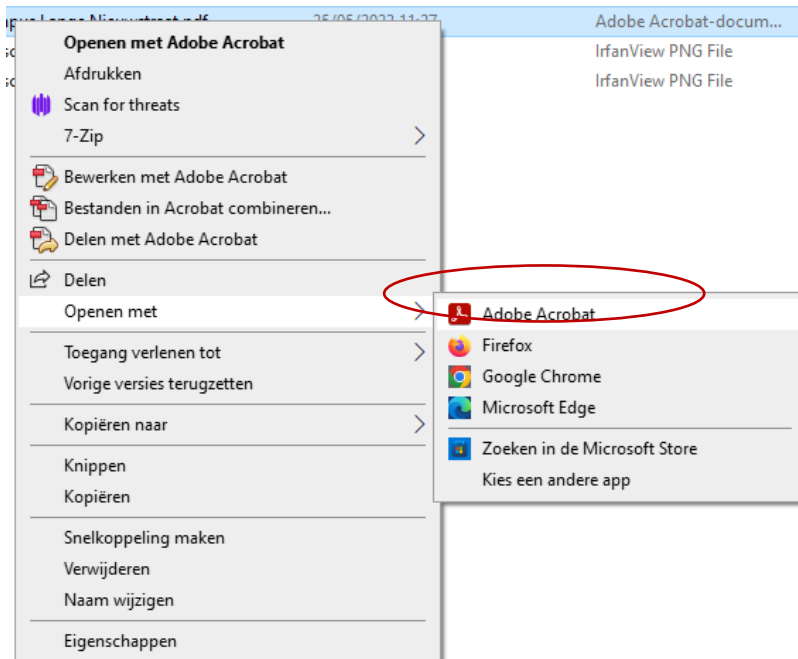 Adobe Acrobat-docum...
IrfanView PNG File
IrfanView PNG File
Openen met Adobe Acrobat
Afdrukken
Scan for threats
7-Zip
Bewerken met Adobe Acrobat
Bestanden in Acrobat combineren...
Delen met Adobe Acrobat
Delen
Openen met
Toegang verlenen tot
Vorige versies terugzetten
Kopiëren naar
Knippen
Kopiëren
Snelkoppeling maken
Verwijderen
Naam wijzigen
Eigenschappen
Adobe Acrobat
Firefox
Google Chrome
Microsoft Edge
Zoeken in de Microsoft Store
Kies een andere app